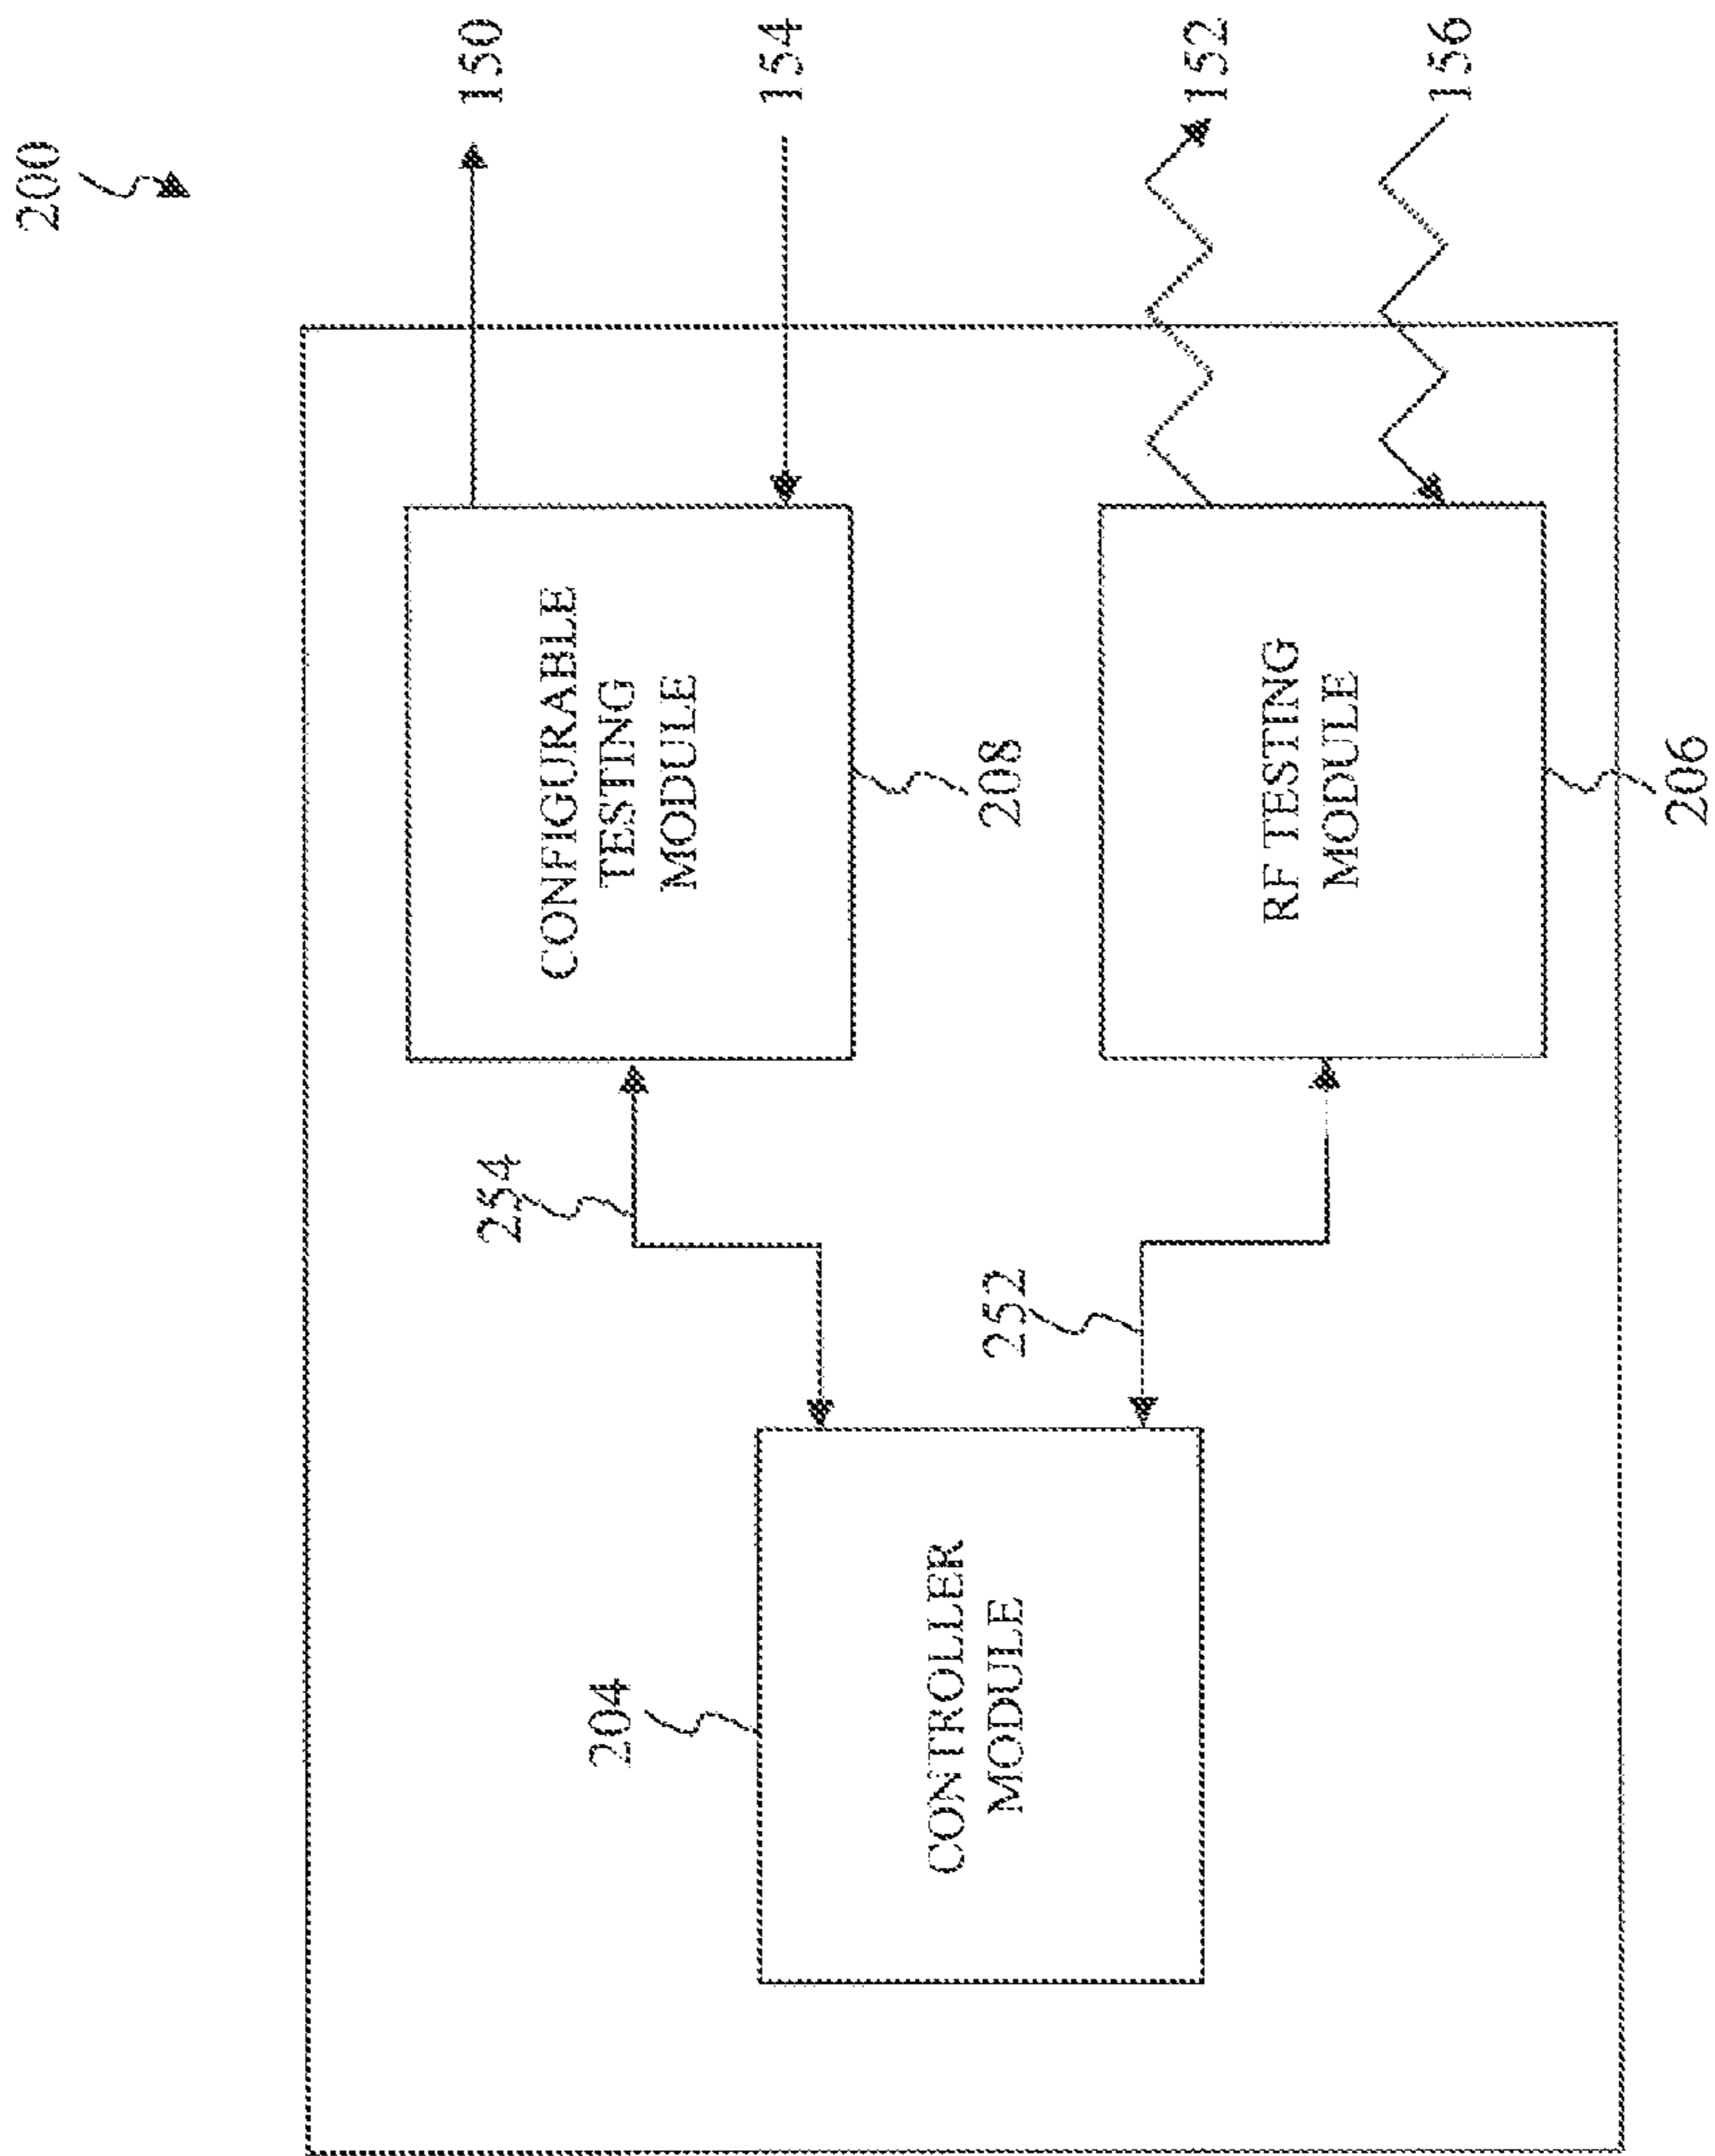 200
150
154
152
156
CONFIGURABLE
TESTING
MODULE
208
RF TESTING
MODULE
206
254
252
204
CONTROLLER
MODULE